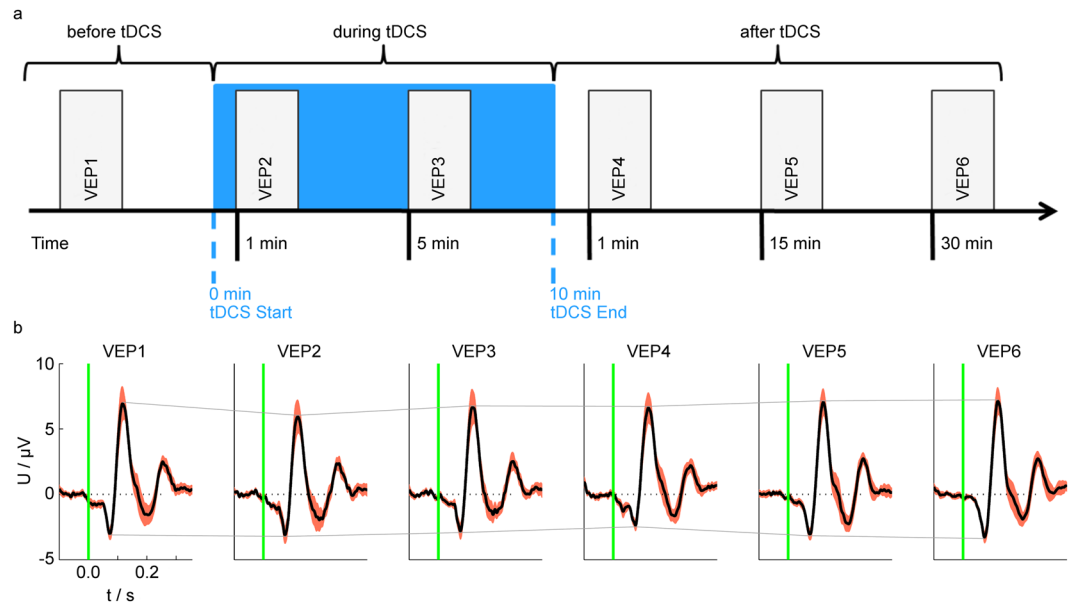 a
before tDCS during tDCS after tDCS
VEP1 VEP2 VEP3 VEP4 VEP5 VEP6
Time 1 min 5 min 1 min 15 min 30 min
0 min 10 min
tDCS Start tDCS End
b
VEP1 VEP2 VEP3 VEP4 VEP5 VEP6
10
5
0
-5
U / µV
0.0 0.2
t / s